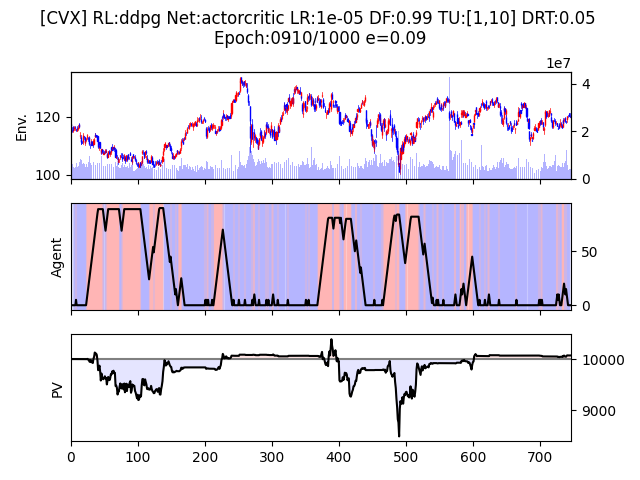 [CVX] RL:ddpg Net:actorcritic LR:1e-05 DF:0.99 TU:[1,10] DRT:0.05
Epoch:0910/1000 e=0.09
1e7
Env.
120
100
4
2
0
Agent
50
0
PV
10000
9000
0 100 200 300 400 500 600 700